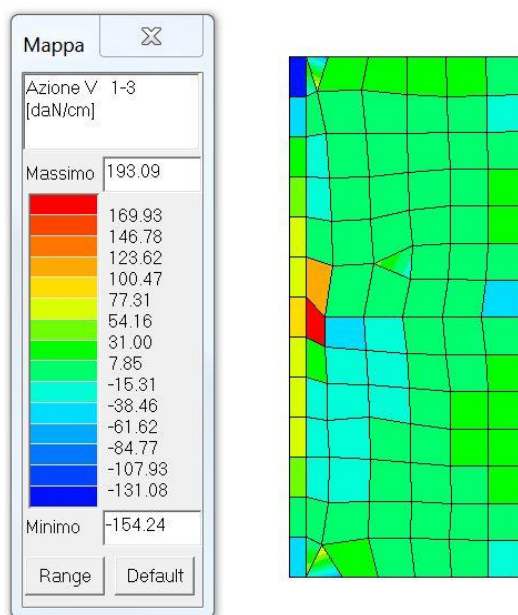 Mappa
Azione V 1-3
[daN/cm]
Massimo 193.09
169.93
146.78
123.62
100.47
77.31
54.16
31.00
7.85
-15.31
-38.46
-61.62
-84.77
-107.93
-131.08
Minimo -154.24
Range Default